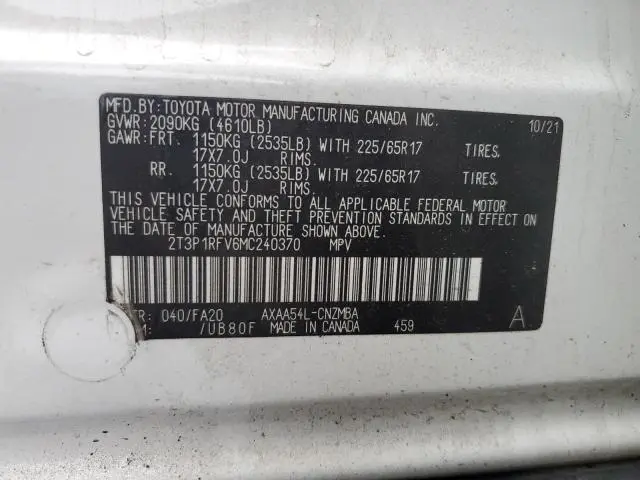 MFD.BY:TOYOTA MOTOR MANUFACTURING CANADA INC.
GVWR:2090KG (4610LB) 10/21
GAWR:FRT. 1150KG (2535LB) WITH 225/65R17 TIRES,
17X7.0J RIMS.
RR. 1150KG (2535LB) WITH 225/65R17 TIRES,
17X7.0J RIMS.
THIS VEHICLE CONFORMS TO ALL APPLICABLE FEDERAL MOTOR
VEHICLE SAFETY AND THEFT PREVENTION STANDARDS IN EFFECT ON
THE DATE OF MANUFACTURE SHOWN ABOVE.
2T3P1RFV6MC240370 MPV
TR: 040/FA20 AXAA54L-CNZMBA A
M: /UB80F MADE IN CANADA 459